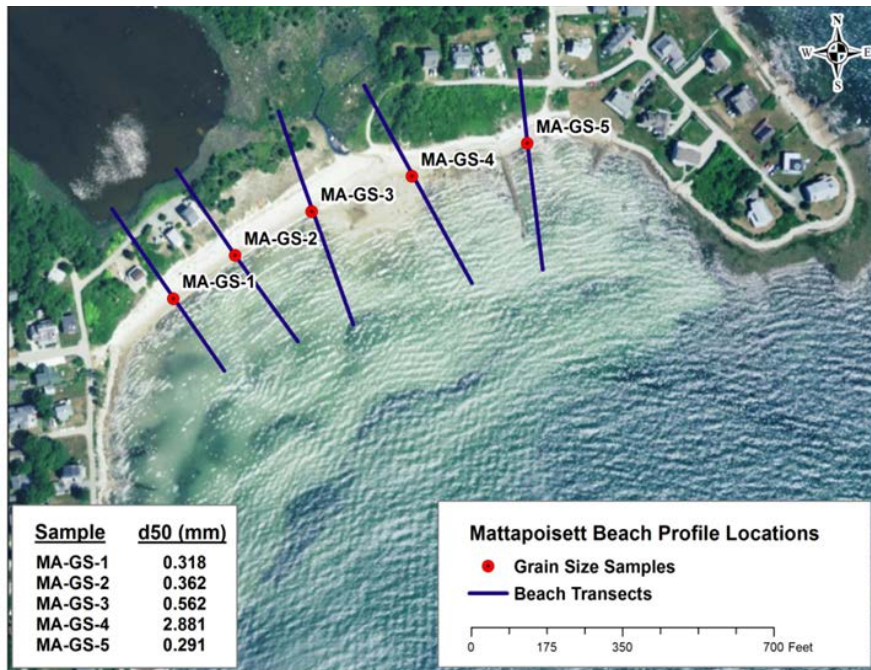 N
W E
S
MA-GS-5
MA-GS-4
MA-GS-3
MA-GS-2
MA-GS-1
Sample d50 (mm)
MA-GS-1 0.318
MA-GS-2 0.362
MA-GS-3 0.562
MA-GS-4 2.881
MA-GS-5 0.291
Mattapoisett Beach Profile Locations
Grain Size Samples
Beach Transects
0 175 350 700 Feet